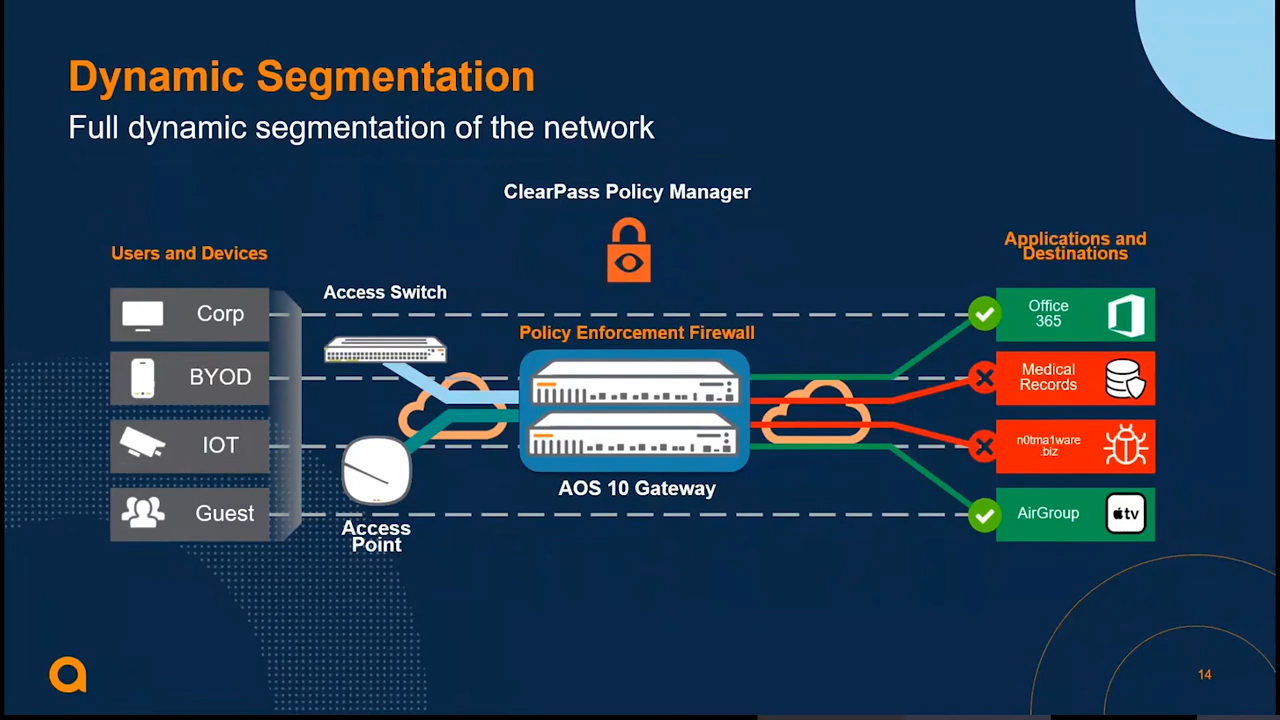 Dynamic Segmentation
Full dynamic segmentation of the network
ClearPass Policy Manager
Users and Devices
Applications and
Destinations
Access Switch
Corp
Office
365
Policy Enforcement Firewall
BYOD
Medical
Records
IOT
n0tma1ware
.biz
AOS 10 Gateway
Guest
Access
Point
AirGroup
tv
14